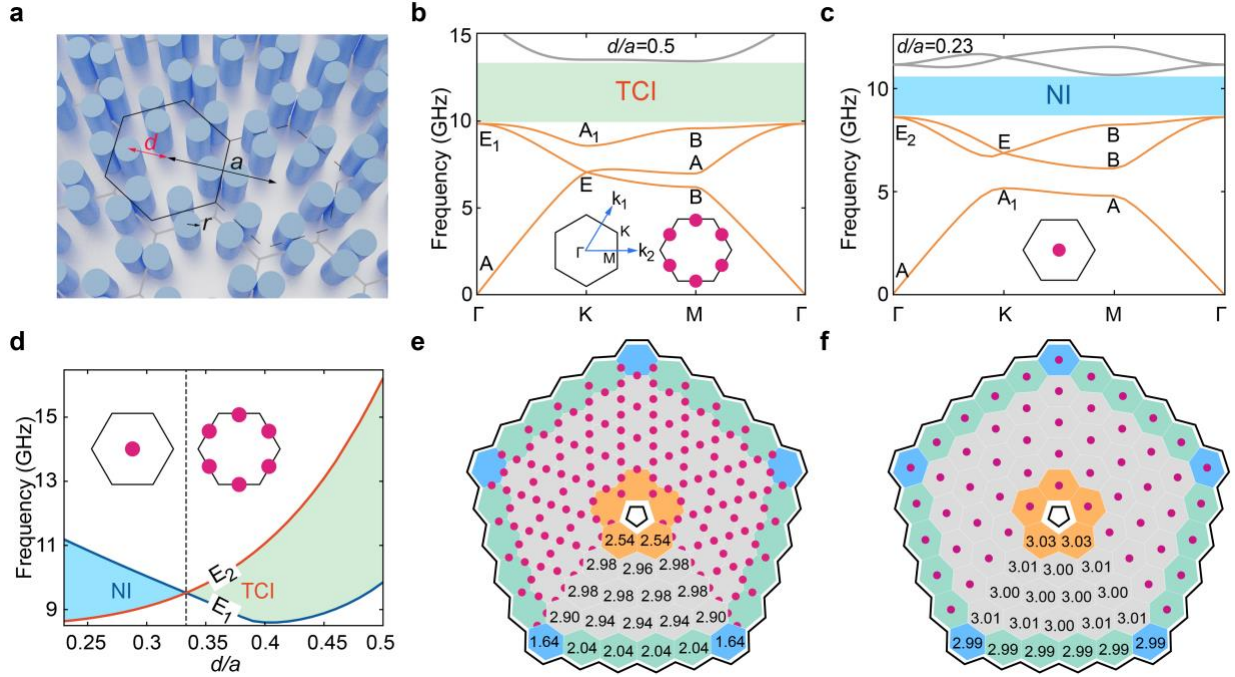 a
d
a
r
b
Frequency (GHz)
15
10
5
0
d/a=0.5
TCI
E1
A1
B
A
E
B
A
k1
K
Γ
M
k2
Γ
K
M
Γ
c
Frequency (GHz)
10
5
0
d/a=0.23
NI
E2
E
B
B
A1
A
A
Γ
K
M
Γ
d
Frequency (GHz)
15
13
11
9
NI
E2
TCI
E1
0.25
0.3
0.35
0.4
0.45
0.5
d/a
e
2.54 2.54
2.98 2.96 2.98
2.98 2.98 2.98 2.98
2.90 2.94 2.94 2.94 2.90
1.64 2.04 2.04 2.04 2.04 1.64
f
3.03 3.03
3.01 3.00 3.01
3.00 3.00 3.00 3.00
3.01 3.01 3.00 3.01 3.01
2.99 2.99 2.99 2.99 2.99 2.99